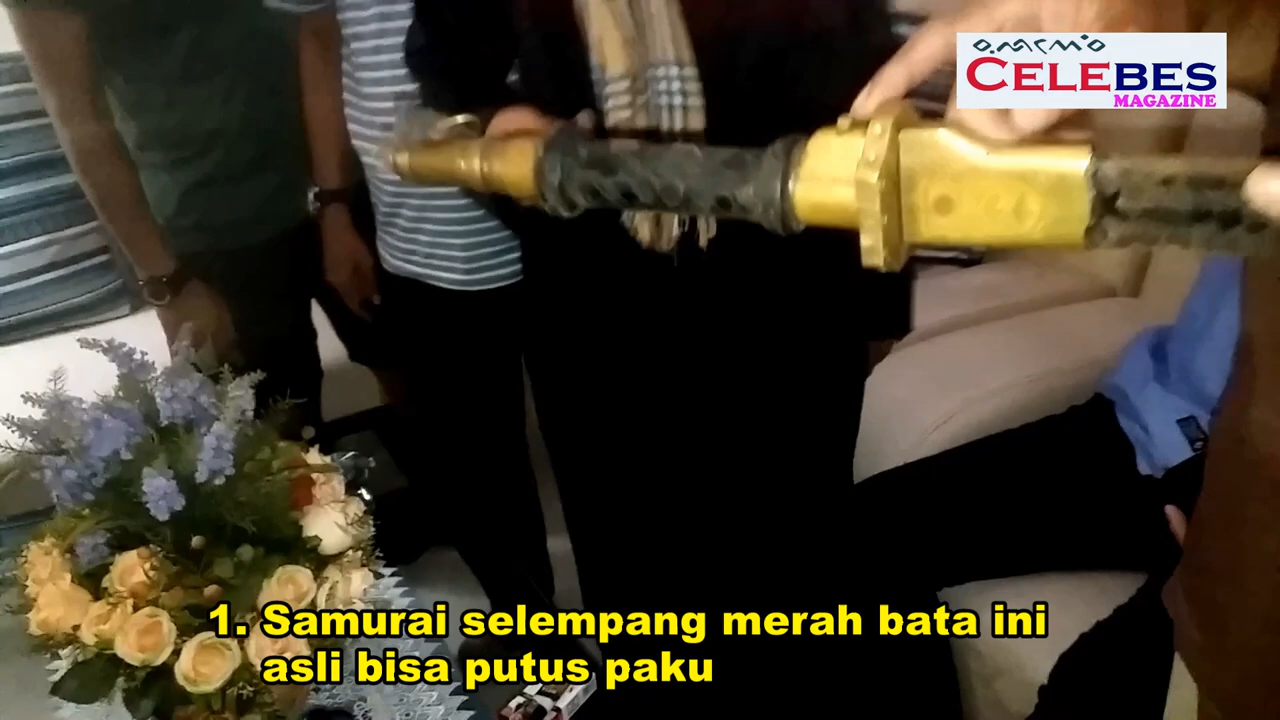 CELEBES
MAGAZINE
1. Samurai selempang merah bata ini
asli bisa putus paku